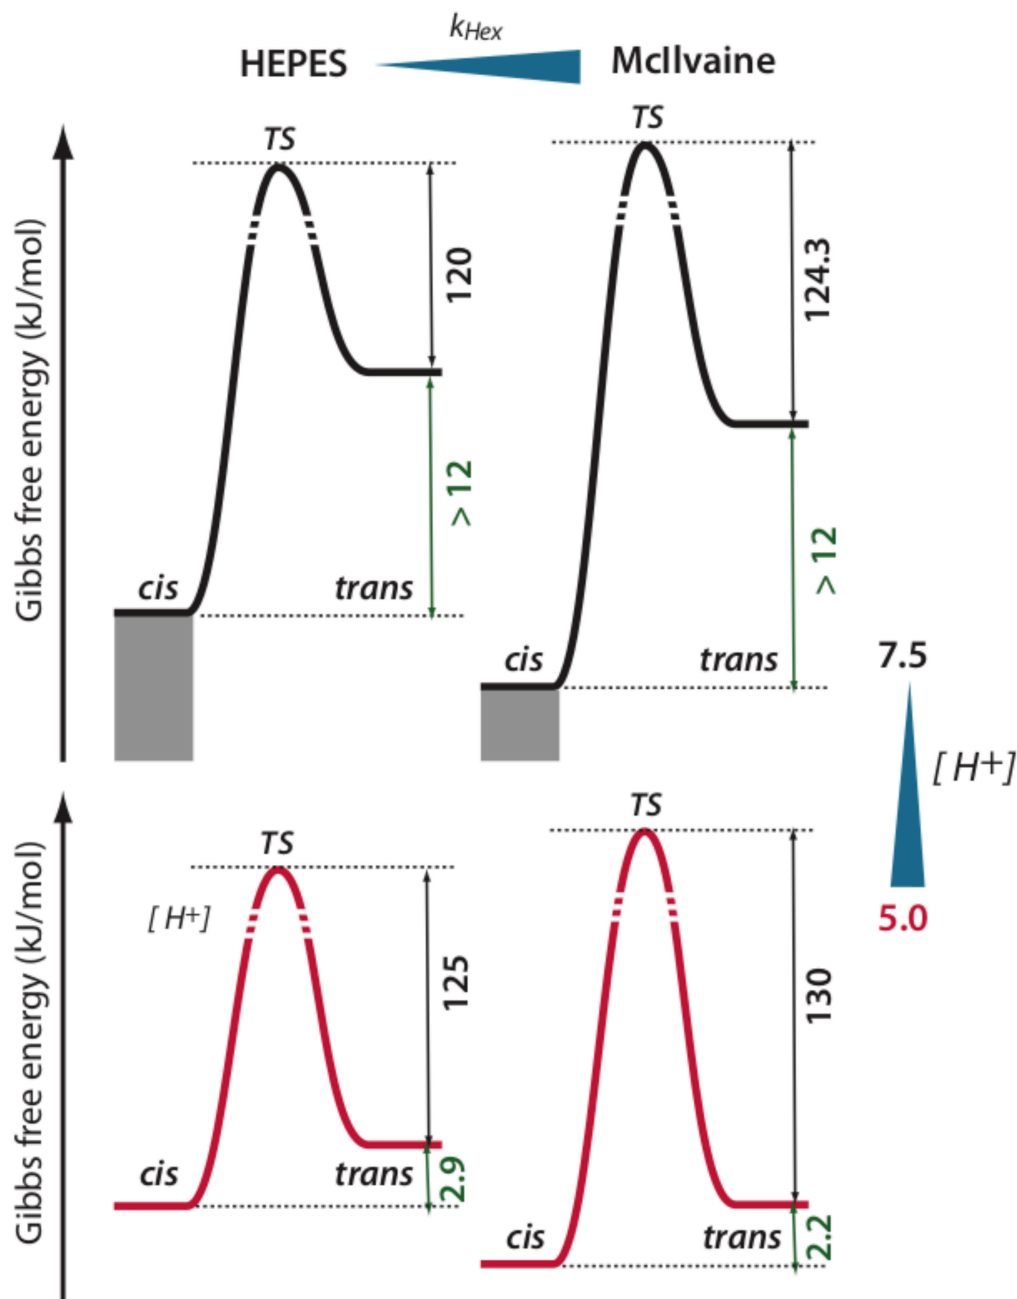 kHex
HEPES McIlvaine
Gibbs free energy (kJ/mol)
TS
120
> 12
cis trans
TS
124.3
> 12
cis trans
7.5
[ H+]
5.0
Gibbs free energy (kJ/mol)
TS
[ H+]
125
cis trans
2.9
TS
130
cis trans
2.2